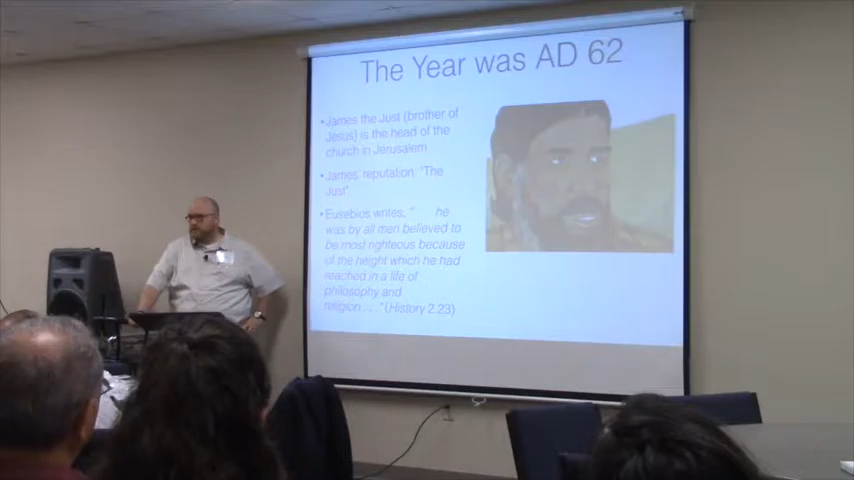 The Year was AD 62
• James the Just (brother of
Jesus) is the head of the
church in Jerusalem
• James, reputation: "The
Just"
• Eusebius writes, " he
was by all men believed to
be most righteous because
of the height which he had
reached in a life of
philosophy and
religion . . ." (History 2.23)